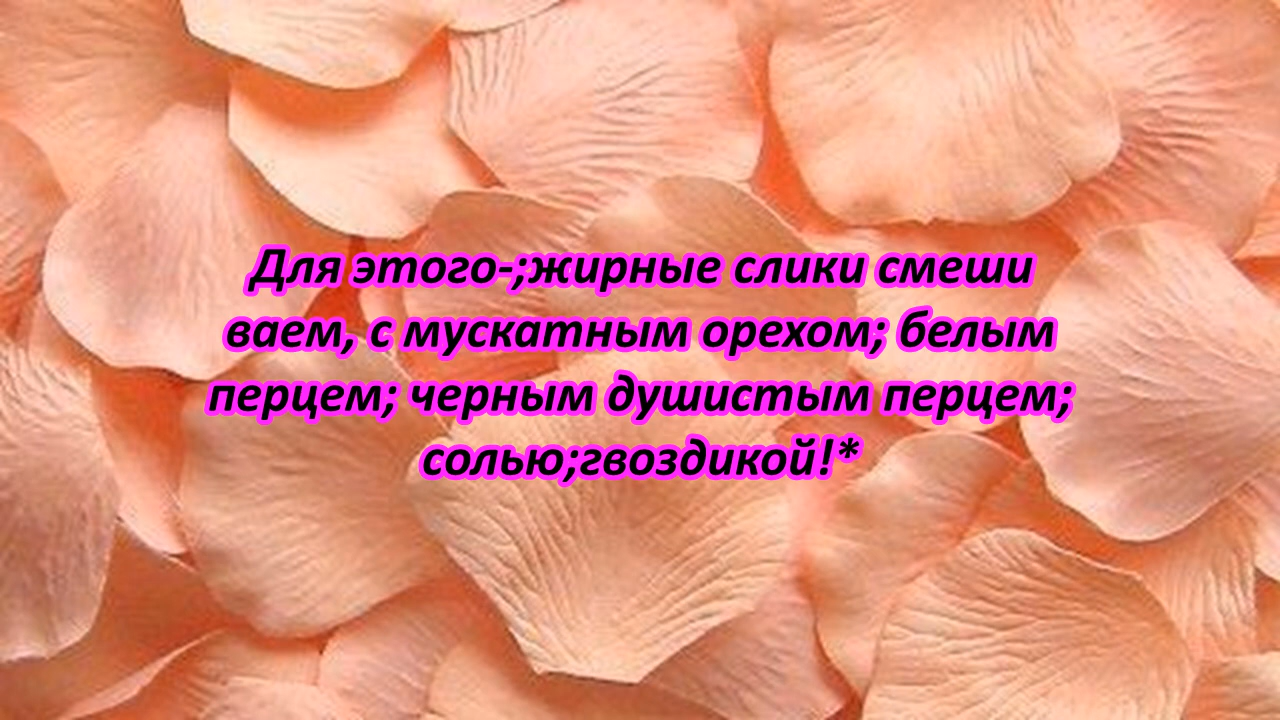 Для этого-;жирные слики смеши
ваем, с мускатным орехом; белым
перцем; черным душистым перцем;
солью;гвоздикой!*